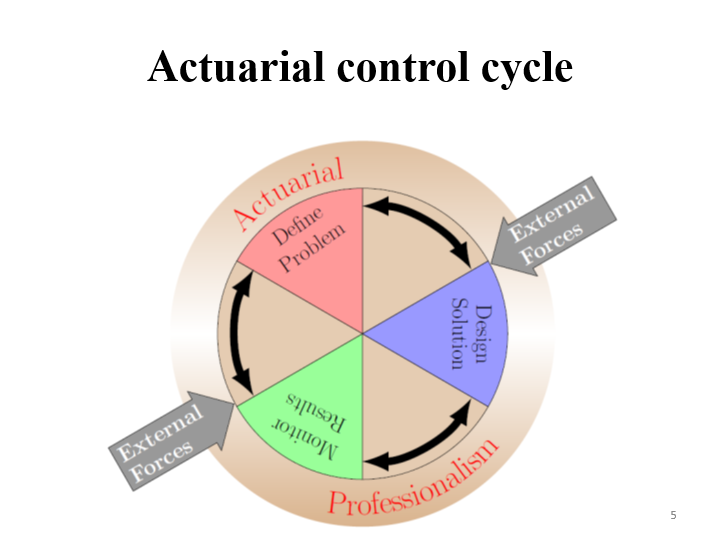 Actuarial control cycle
Actuarial
Define
Problem
External
Forces
Design
Solution
Monitor
Results
External
Forces
Professionalism
5